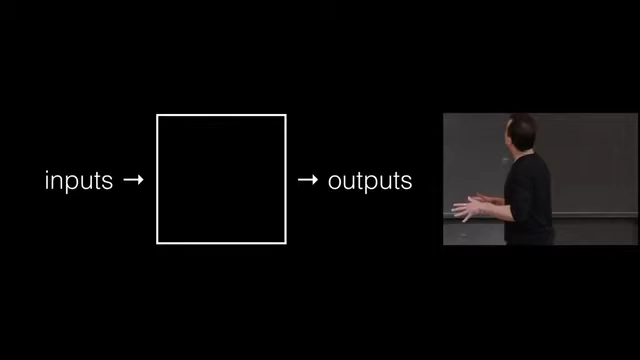 inputs → → outputs